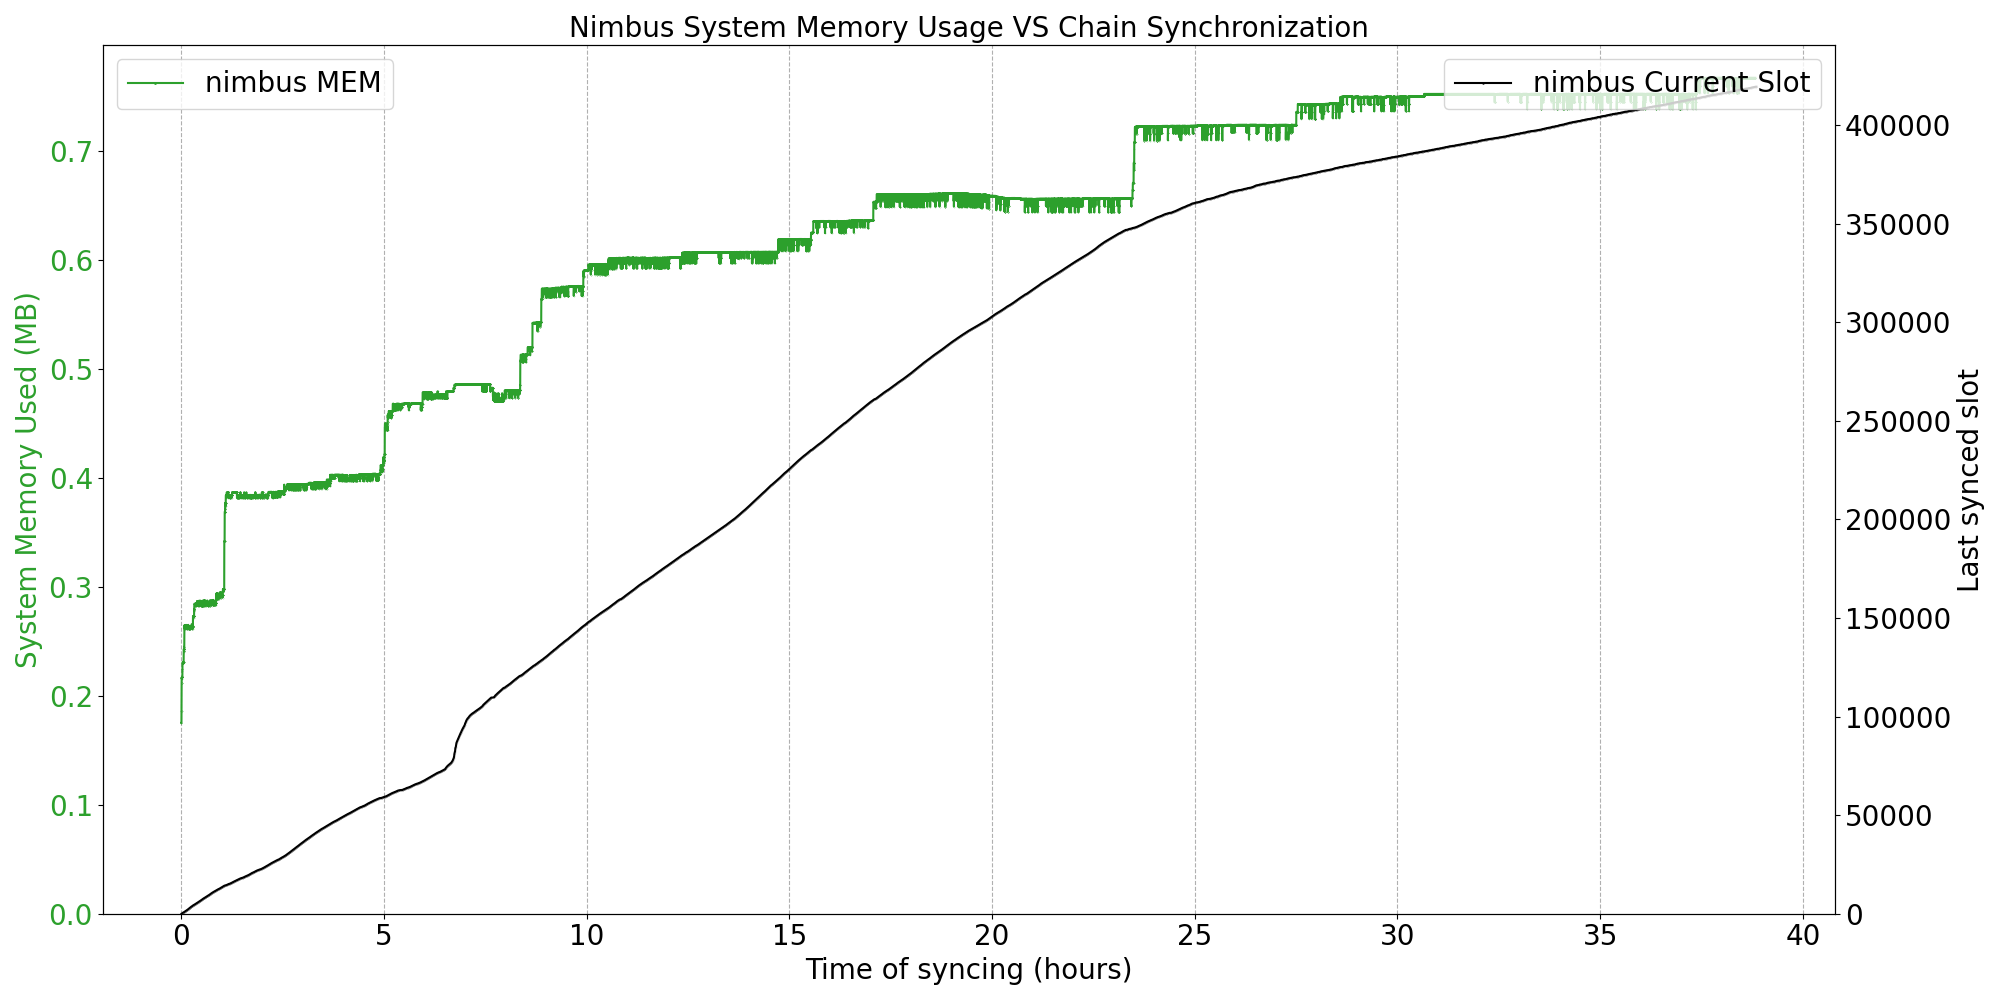 Nimbus System Memory Usage VS Chain Synchronization
nimbus MEM
nimbus Current Slot
System Memory Used (MB)
0.7
0.6
0.5
0.4
0.3
0.2
0.1
0.0
400000
350000
300000
250000
200000
150000
100000
50000
0
Last synced slot
0 5 10 15 20 25 30 35 40
Time of syncing (hours)